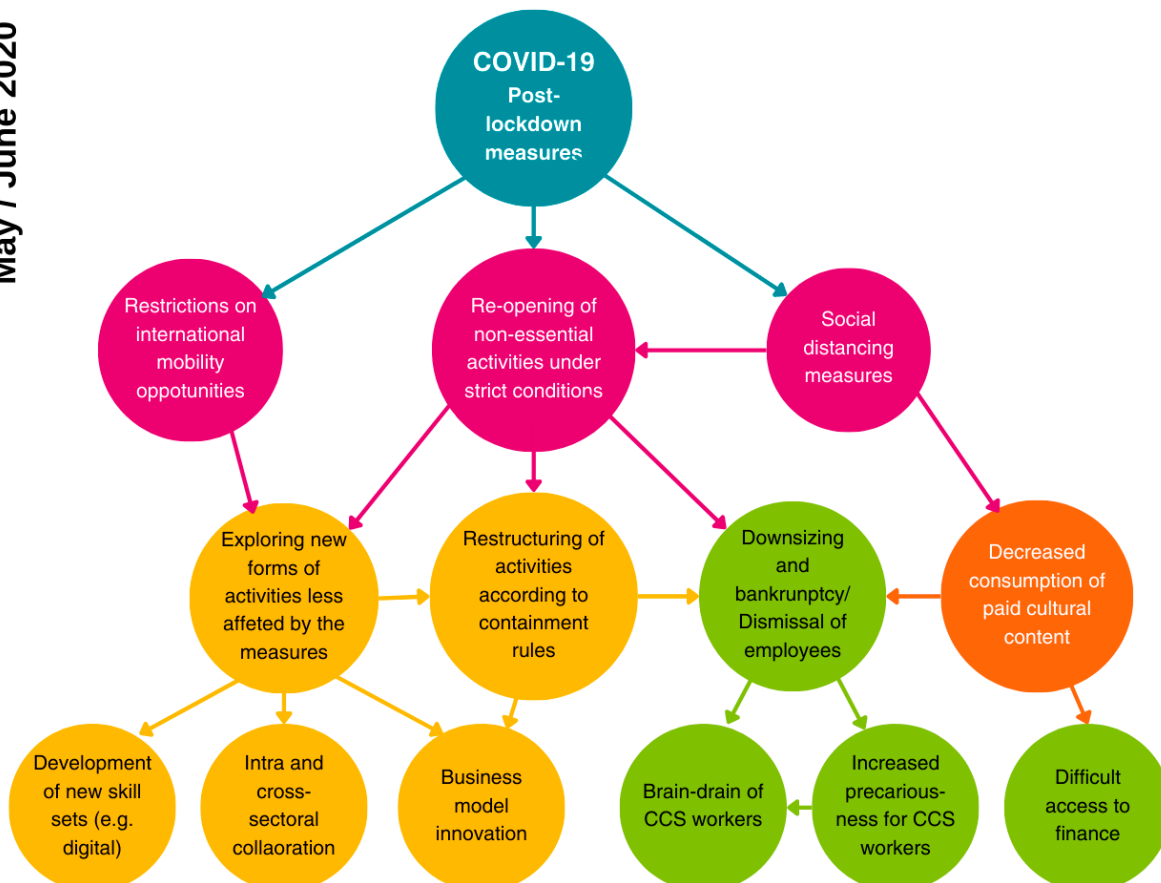 May / June 2020
COVID-19
Post-
lockdown
measures
Restrictions on
international
mobility
oppotunities
Re-opening of
non-essential
activities under
strict conditions
Social
distancing
measures
Exploring new
forms of
activities less
affeted by the
measures
Restructuring of
activities
according to
containment
rules
Downsizing
and
bankrunptcy/
Dismissal of
employees
Decreased
consumption of
paid cultural
content
Development
of new skill
sets (e.g.
digital)
Intra and
cross-
sectoral
collaoration
Business
model
innovation
Brain-drain of
CCS workers
Increased
precarious-
ness for CCS
workers
Difficult
access to
finance